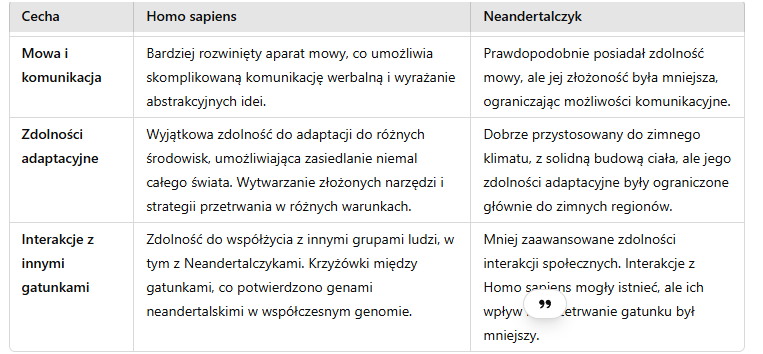 Cecha Homo sapiens Neandertalczyk
Mowa i komunikacja
Bardziej rozwinięty aparat mowy, co umożliwia
skomplikowaną komunikację werbalną i wyrażanie
abstrakcyjnych idei.
Prawdopodobnie posiadał zdolność
mowy, ale jej złożoność była mniejsza,
ograniczając możliwości komunikacyjne.
Zdolności
adaptacyjne
Wyjątkowa zdolność do adaptacji do różnych
środowisk, umożliwiająca zasiedlanie niemal
całego świata. Wytwarzanie złożonych narzędzi i
strategii przetrwania w różnych warunkach.
Dobrze przystosowany do zimnego
klimatu, z solidną budową ciała, ale jego
zdolności adaptacyjne były ograniczone
głównie do zimnych regionów.
Interakcje z
innymi
gatunkami
Zdolność do współżycia z innymi grupami ludzi, w
tym z Neandertalczykami. Krzyżówki między
gatunkami, co potwierdzono genami
neandertalskimi w współczesnym genomie.
Mniej zaawansowane zdolności
interakcji społecznych. Interakcje z
Homo sapiens mogły istnieć, ale ich
wpływ gatunku był
mniejszy.